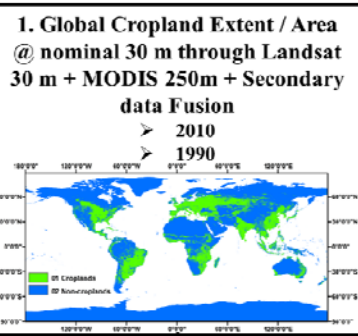 1. Global Cropland Extent / Area
@ nominal 30 m through Landsat
30 m + MODIS 250m + Secondary
data Fusion
➢ 2010
➢ 1990
01 Croplands
02 Non-croplands